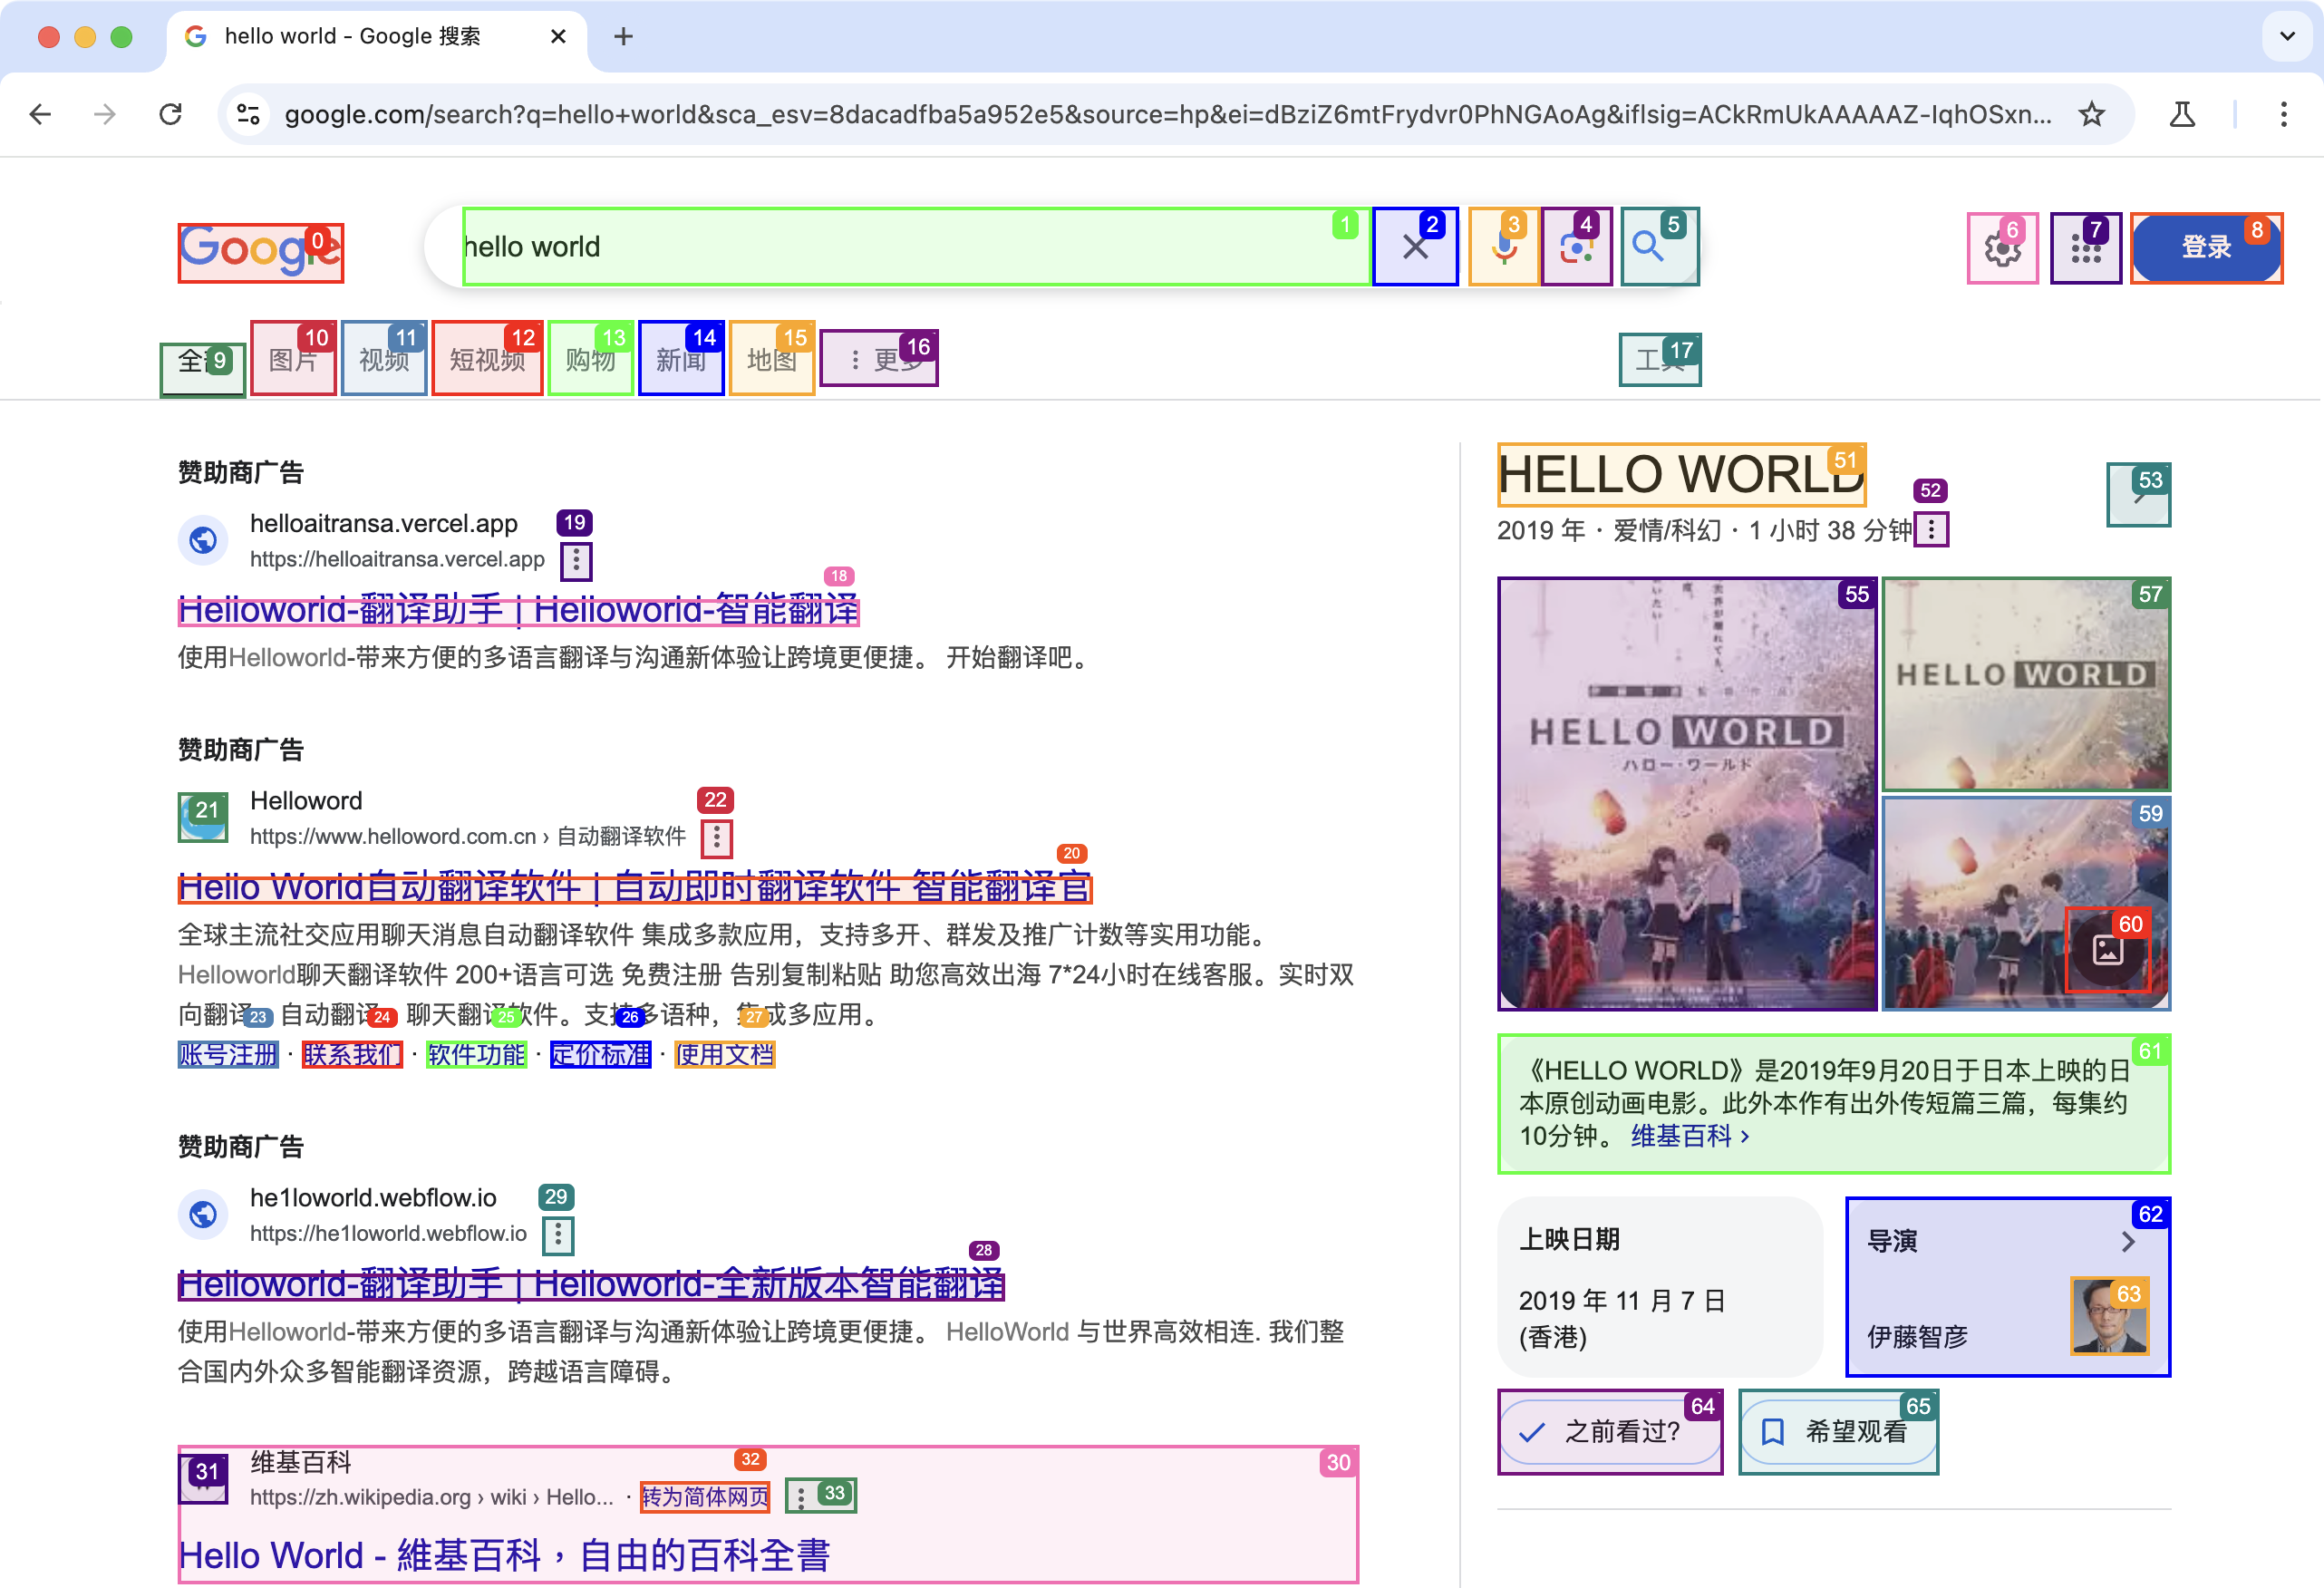 hello world - Google 搜索
google.com/search?q=hello+world&sca_esv=8dacadfba5a952e5&source=hp&ei=dBziZ6mtFrydvr0PhNGAoAg&iflsig=ACkRmUkAAAAAZ-IqhOSxn...
Google 0
hello world 1 2 3 4 5
6 7 登录 8
9 图片 10 视频 11 短视频 12 购物 13 新闻 14 地图 15 更多 16 工具 17
赞助商广告
helloaitransa.vercel.app 19
https://helloaitransa.vercel.app
18
Helloworld-翻译助手 | Helloworld-智能翻译
使用Helloworld-带来方便的多语言翻译与沟通新体验让跨境更便捷。 开始翻译吧。
赞助商广告
21 Helloword 22
https://www.helloword.com.cn › 自动翻译软件
20
Hello World自动翻译软件 | 自动即时翻译软件 智能翻译官
全球主流社交应用聊天消息自动翻译软件 集成多款应用，支持多开、群发及推广计数等实用功能。
Helloworld聊天翻译软件 200+语言可选 免费注册 告别复制粘贴 助您高效出海 7*24小时在线客服。实时双
向翻译 自动翻译 聊天翻译软件。支持多语种，集成多应用。
23 24 25 26 27
账号注册 · 联系我们 · 软件功能 · 定价标准 · 使用文档
赞助商广告
he1loworld.webflow.io 29
https://he1loworld.webflow.io
28
Helloworld-翻译助手 | Helloworld-全新版本智能翻译
使用Helloworld-带来方便的多语言翻译与沟通新体验让跨境更便捷。 HelloWorld 与世界高效相连. 我们整
合国内外众多智能翻译资源，跨越语言障碍。
30
31 维基百科 32
https://zh.wikipedia.org › wiki › Hello... · 转为简体网页 33
Hello World - 維基百科，自由的百科全書
HELLO WORLD 51
52 53
2019 年 · 爱情/科幻 · 1 小时 38 分钟
55 57
HELLO WORLD
HELLO WORLD
ハロー・ワールド
59
60
61
《HELLO WORLD》是2019年9月20日于日本上映的日
本原创动画电影。此外本作有出外传短篇三篇，每集约
10分钟。 维基百科 ›
62
上映日期
2019 年 11 月 7 日
(香港)
导演
63
伊藤智彦
之前看过? 64
希望观看 65